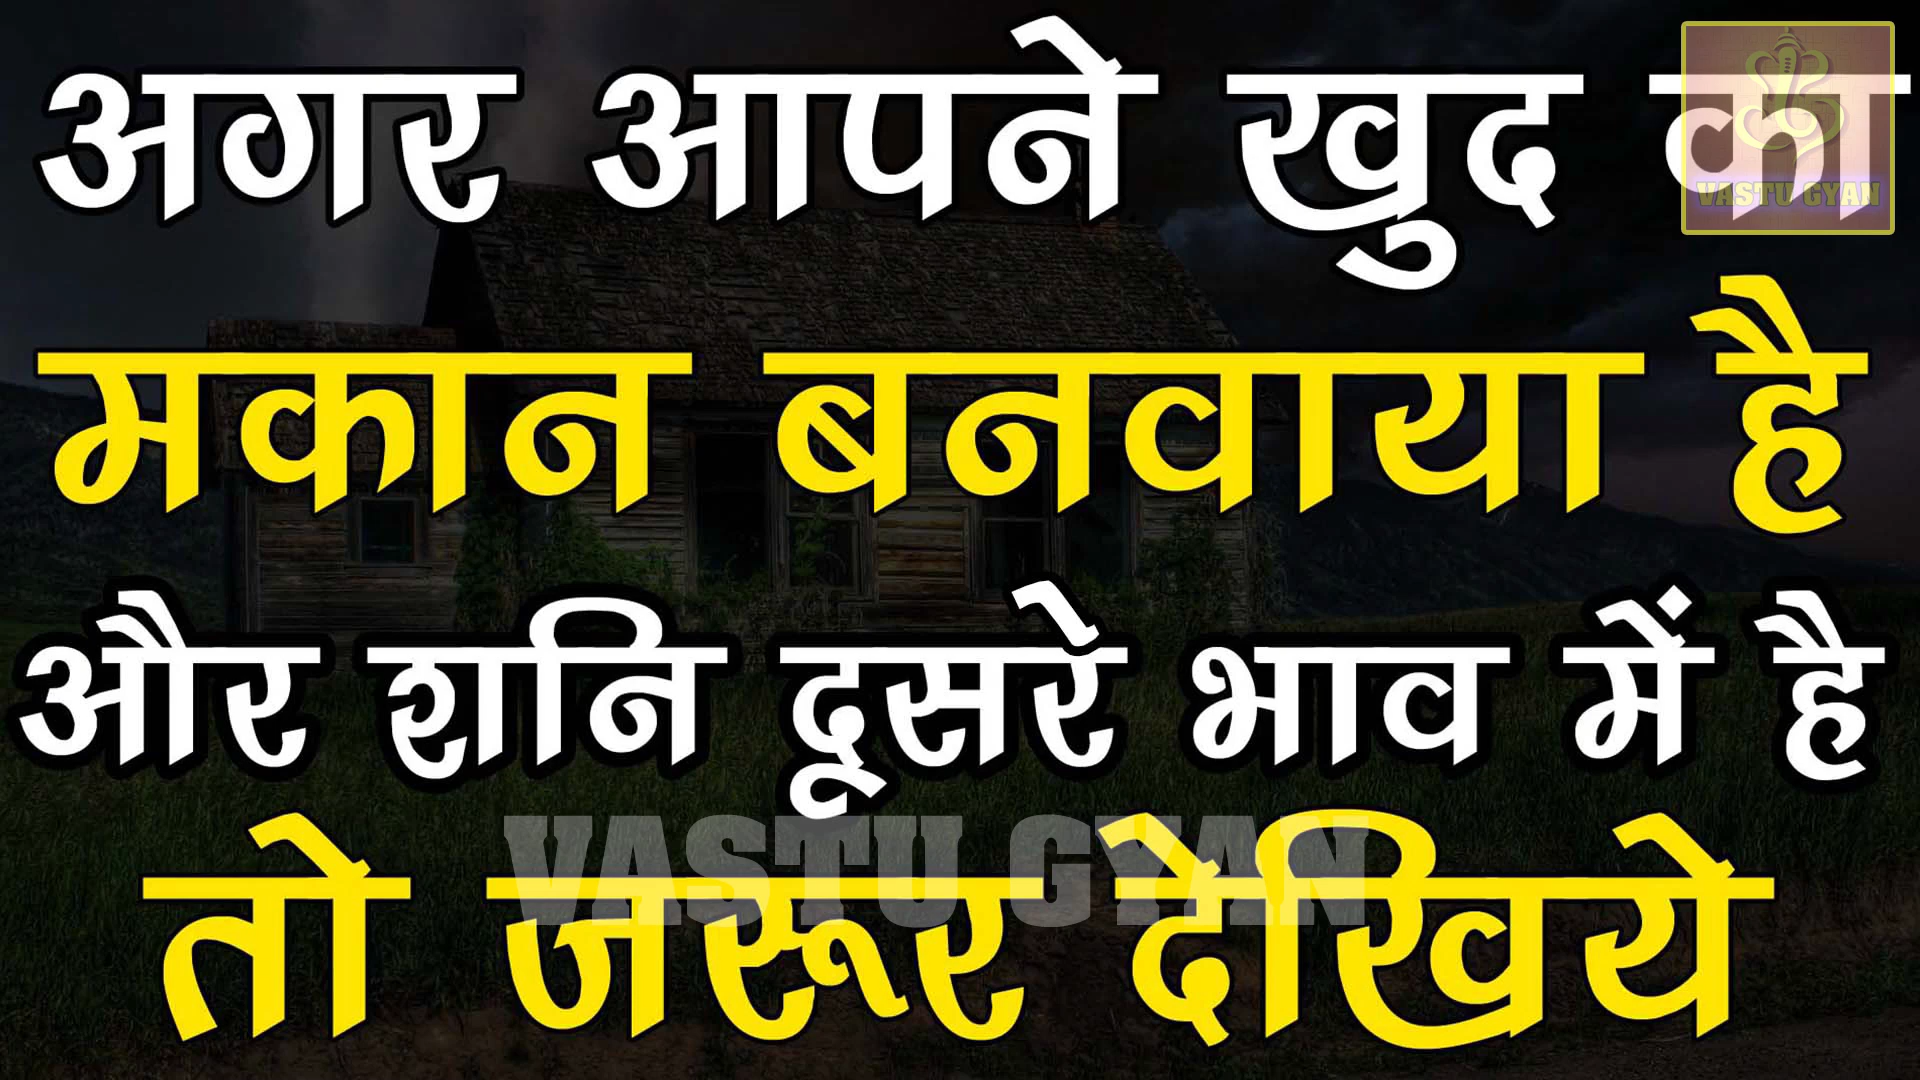 अगर आपने खुद का
VASTU GYAN
मकान बनवाया है
और शनि दूसरे भाव में है
VASTU GYAN
तो जरूर देखिये